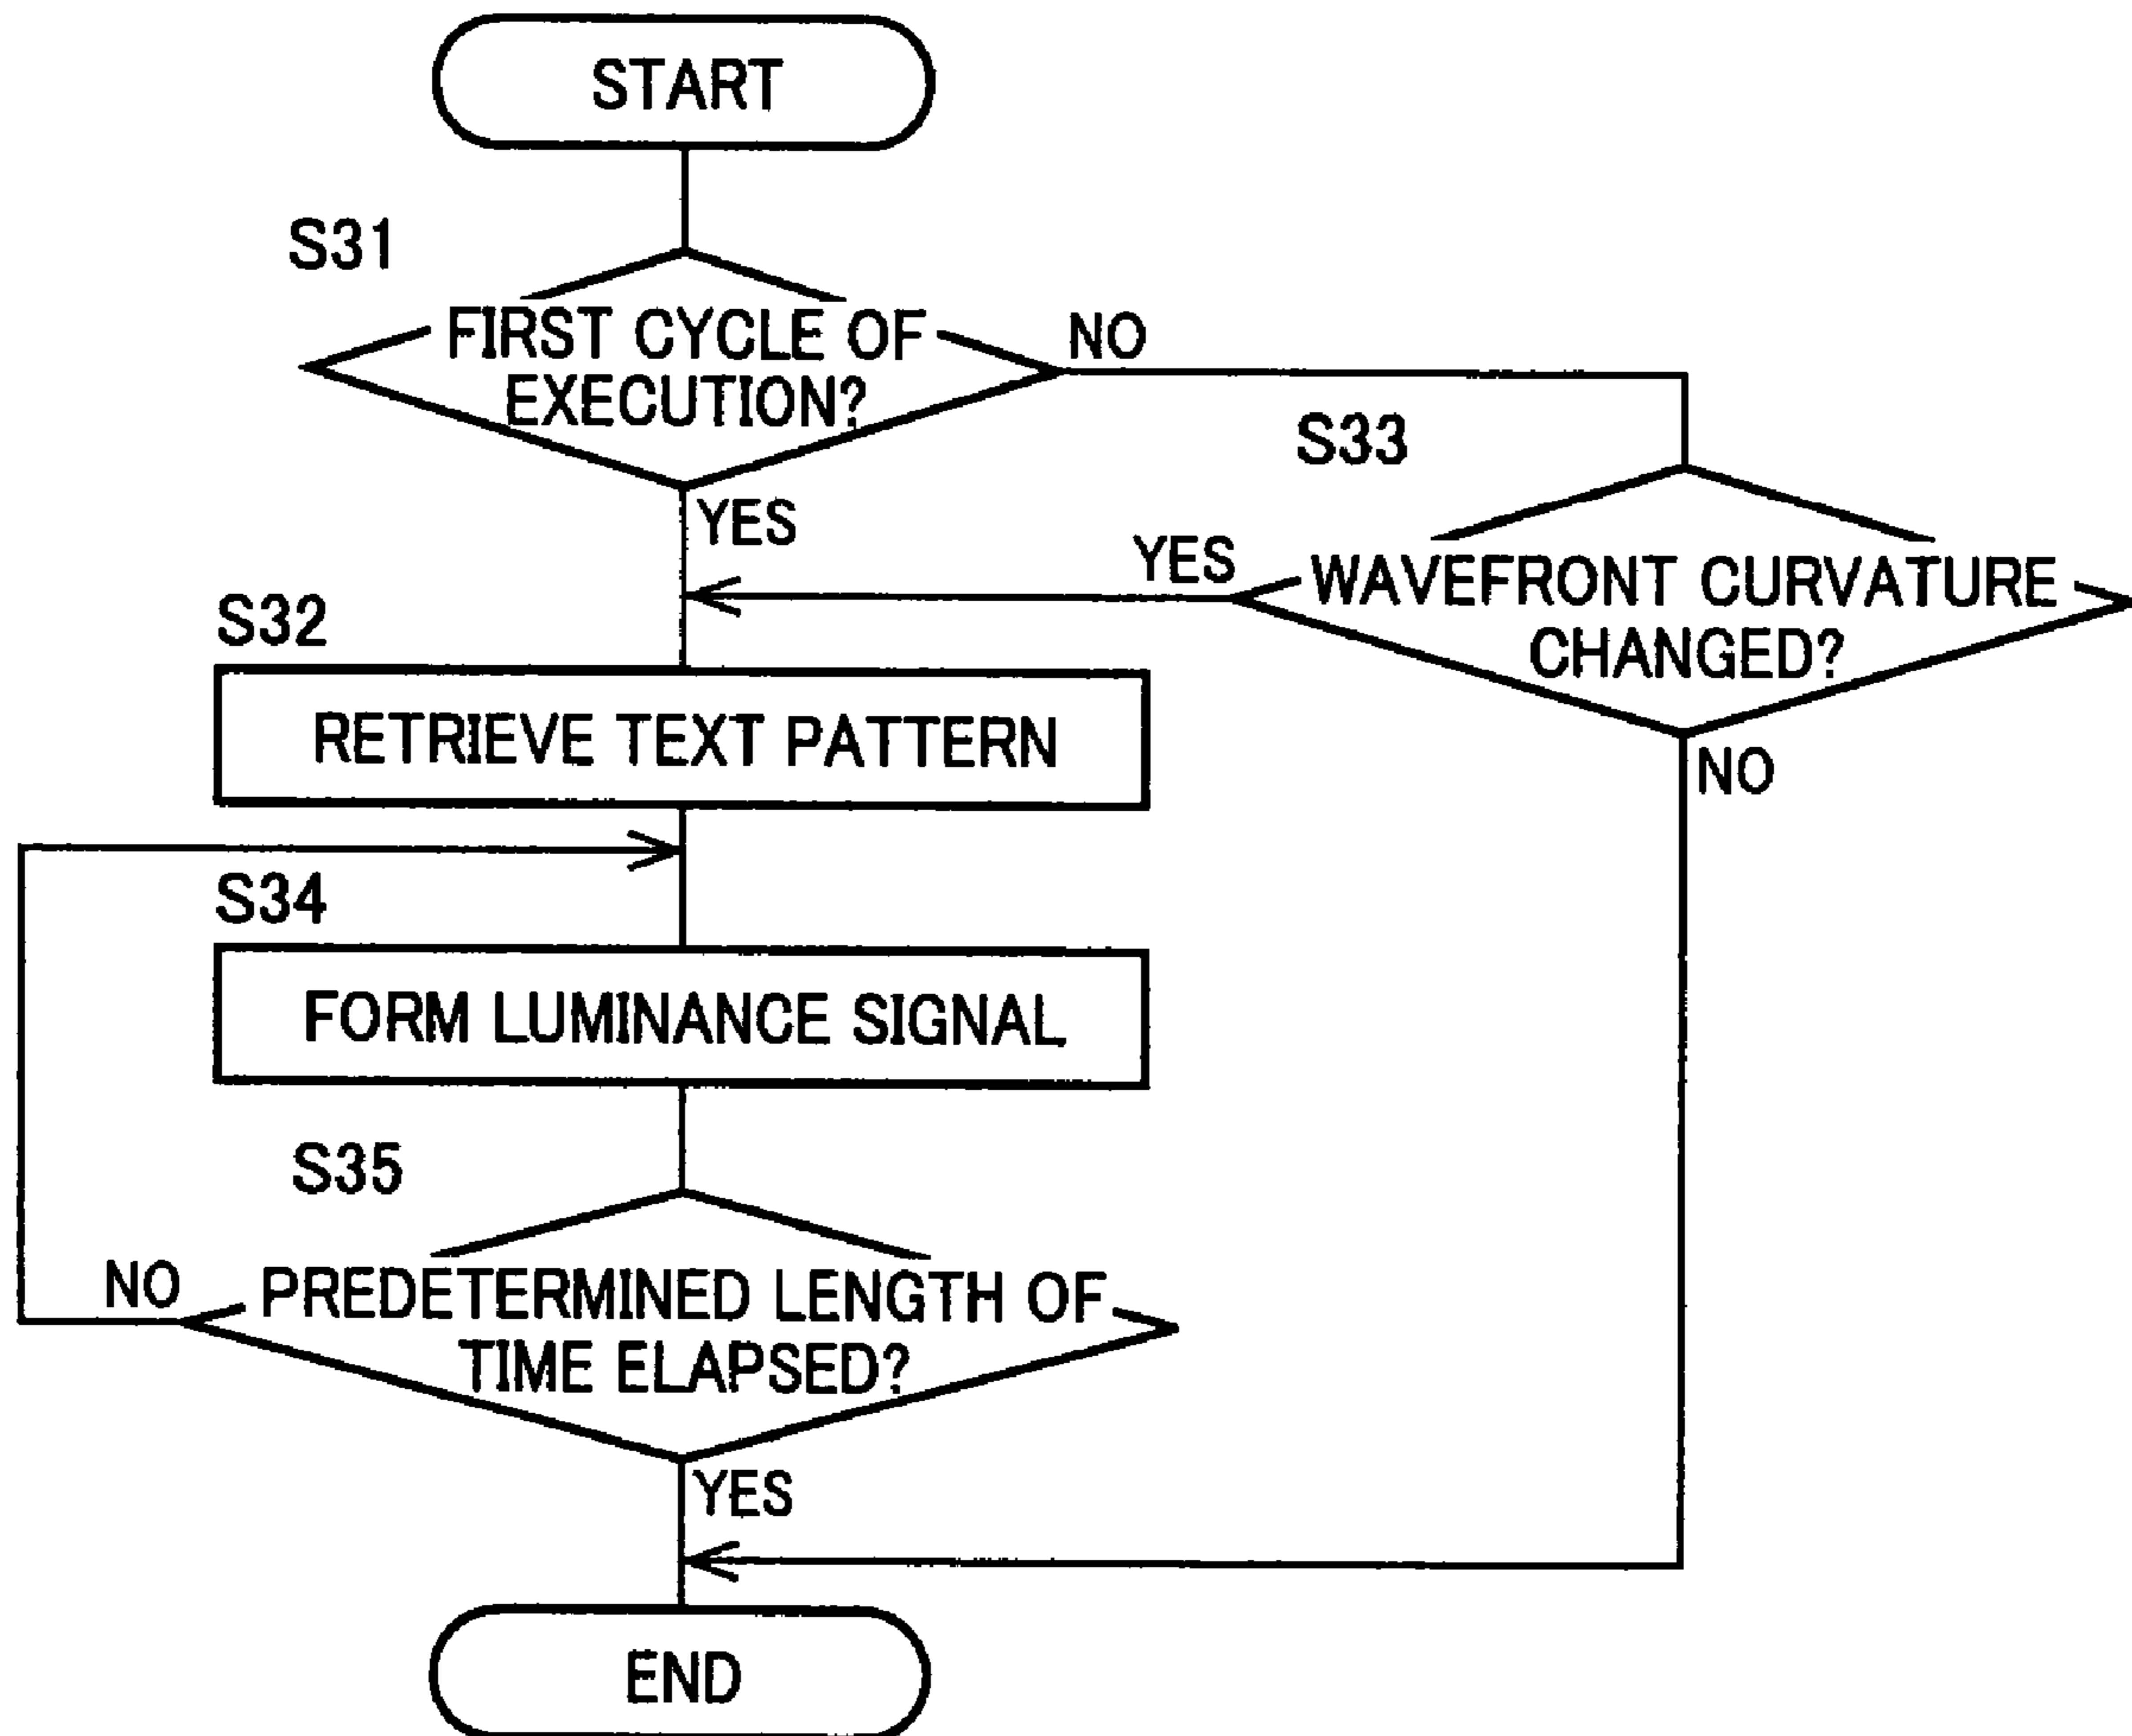 START
S31
FIRST CYCLE OF
EXECUTION?
NO
S33
YES
YES
WAVEFRONT CURVATURE
CHANGED?
S32
RETRIEVE TEXT PATTERN
NO
S34
FORM LUMINANCE SIGNAL
S35
NO
PREDETERMINED LENGTH OF
TIME ELAPSED?
YES
END